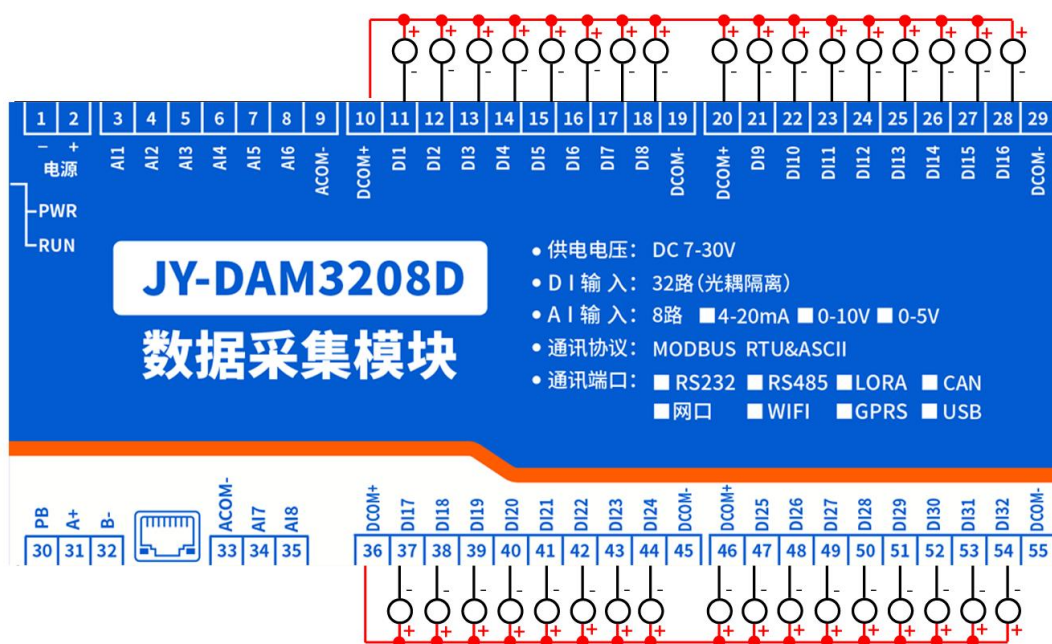 + + + + + + + + + + + + + + + + + +
- - - - - - - - - - - - - - - - - -
1 2 3 4 5 6 7 8 9 10 11 12 13 14 15 16 17 18 19 20 21 22 23 24 25 26 27 28 29
- + AI1 AI2 AI3 AI4 AI5 AI6 ACOM- DCOM+ DI1 DI2 DI3 DI4 DI5 DI6 DI7 DI8 DCOM- DCOM+ DI9 DI10 DI11 DI12 DI13 DI14 DI15 DI16 DCOM-
电源
PWR
RUN
JY-DAM3208D
数据采集模块
• 供电电压： DC 7-30V
• D I 输 入： 32路（光耦隔离）
• A I 输 入： 8路 ■4-20mA ■0-10V ■ 0-5V
• 通讯协议： MODBUS RTU&ASCII
• 通讯端口： ■ RS232 ■ RS485 ■LORA ■ CAN
■网口 ■WIFI ■GPRS ■ USB
PB A+ B- ACOM- AI7 AI8 DCOM+ DI17 DI18 DI19 DI20 DI21 DI22 DI23 DI24 DCOM- DCOM+ DI25 DI26 DI27 DI28 DI29 DI30 DI31 DI32 DCOM-
30 31 32 33 34 35 36 37 38 39 40 41 42 43 44 45 46 47 48 49 50 51 52 53 54 55
- - - - - - - - - - - - - - - - -
+ + + + + + + + + + + + + + + + +